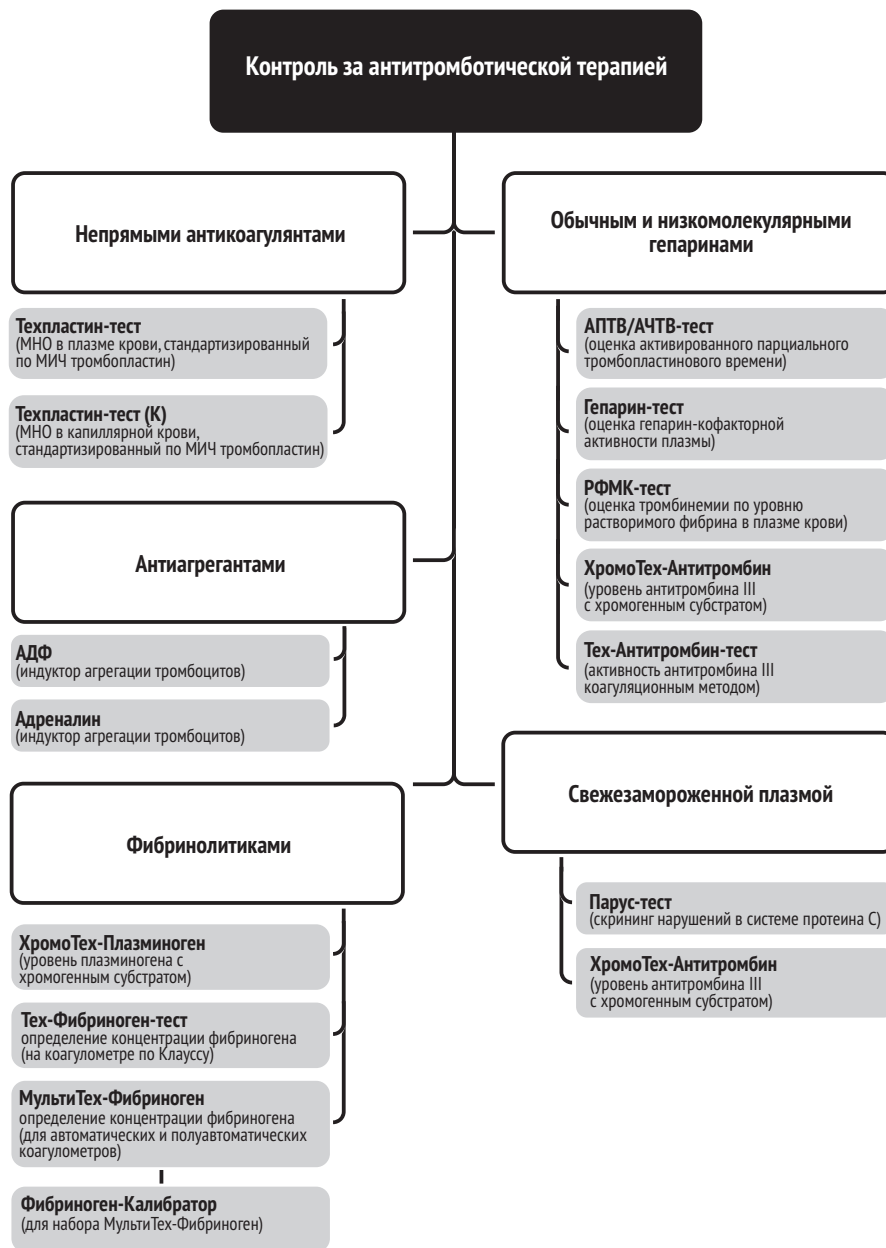 Контроль за антитромботической терапией
Непрямыми антикоагулянтами
Техпластин-тест
(МНО в плазме крови, стандартизированный
по МИЧ тромбопластин)
Техпластин-тест (К)
(МНО в капиллярной крови,
стандартизированный по МИЧ тромбопластин)
Антиагрегантами
АДФ
(индуктор агрегации тромбоцитов)
Адреналин
(индуктор агрегации тромбоцитов)
Фибринолитиками
ХромоТех-Плазминоген
(уровень плазминогена с
хромогенным субстратом)
Тех-Фибриноген-тест
определение концентрации фибриногена
(на коагулометре по Клауссу)
МультиТех-Фибриноген
определение концентрации фибриногена
(для автоматических и полуавтоматических
коагулометров)
Фибриноген-Калибратор
(для набора МультиТех-Фибриноген)
Обычным и низкомолекулярными
гепаринами
АПТВ/АЧТВ-тест
(оценка активированного парциального
тромбопластинового времени)
Гепарин-тест
(оценка гепарин-кофакторной
активности плазмы)
РФМК-тест
(оценка тромбинемии по уровню
растворимого фибрина в плазме крови)
ХромоТех-Антитромбин
(уровень антитромбина III
с хромогенным субстратом)
Тех-Антитромбин-тест
(активность антитромбина III
коагуляционным методом)
Свежезамороженной плазмой
Парус-тест
(скрининг нарушений в системе протеина С)
ХромоТех-Антитромбин
(уровень антитромбина III
с хромогенным субстратом)